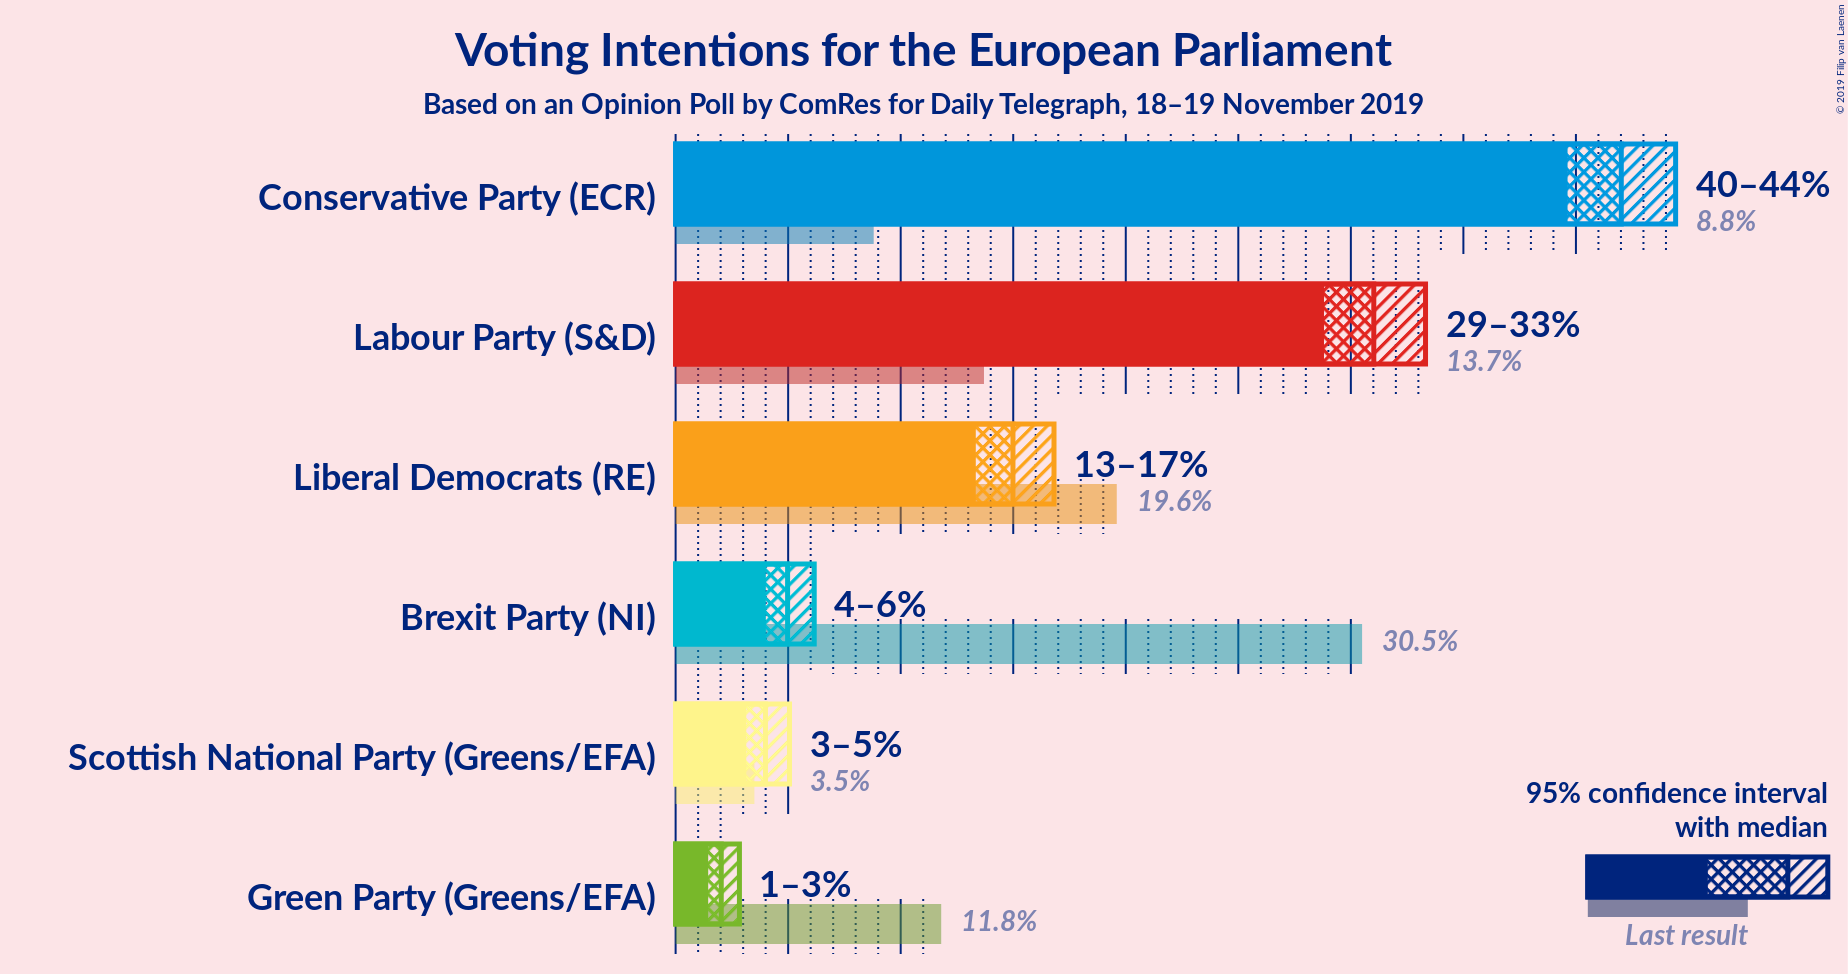 Voting Intentions for the European Parliament
Based on an Opinion Poll by ComRes for Daily Telegraph, 18–19 November 2019
© 2019 Filip van Laenen
Conservative Party (ECR)
40–44%
8.8%
Labour Party (S&D)
29–33%
13.7%
Liberal Democrats (RE)
13–17%
19.6%
Brexit Party (NI)
4–6%
30.5%
Scottish National Party (Greens/EFA)
3–5%
3.5%
Green Party (Greens/EFA)
1–3%
11.8%
95% confidence interval
with median
Last result